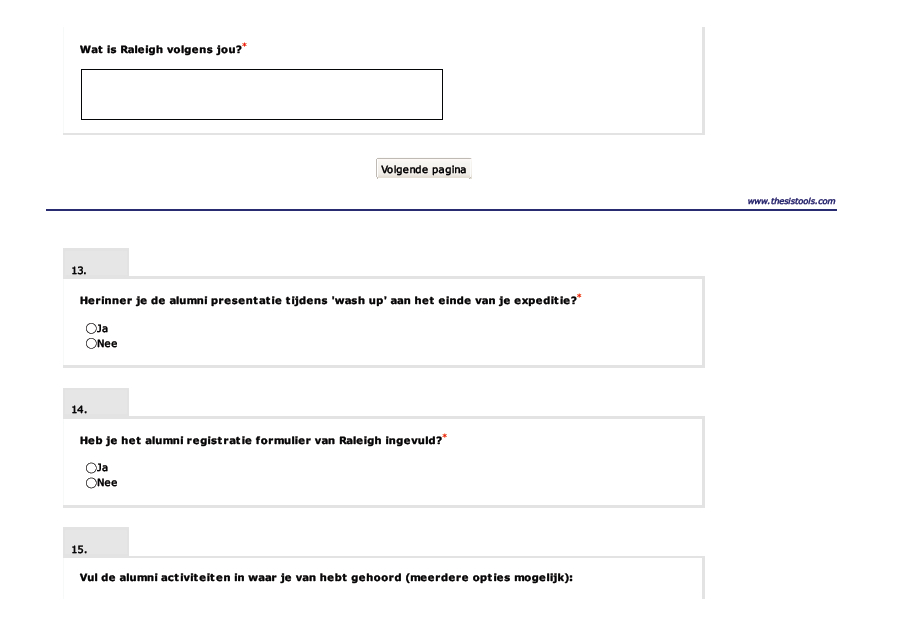 Wat is Raleigh volgens jou?*
Volgende pagina
www.thesistools.com
13.
Herinner je de alumni presentatie tijdens 'wash up' aan het einde van je expeditie?*
Ja
Nee
14.
Heb je het alumni registratie formulier van Raleigh ingevuld?*
Ja
Nee
15.
Vul de alumni activiteiten in waar je van hebt gehoord (meerdere opties mogelijk):